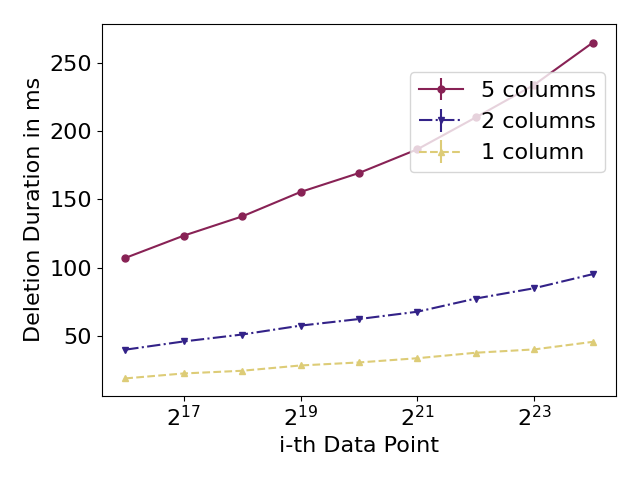 Deletion Duration in ms
250
200
150
100
50
5 columns
2 columns
1 column
2^17 2^19 2^21 2^23
i-th Data Point